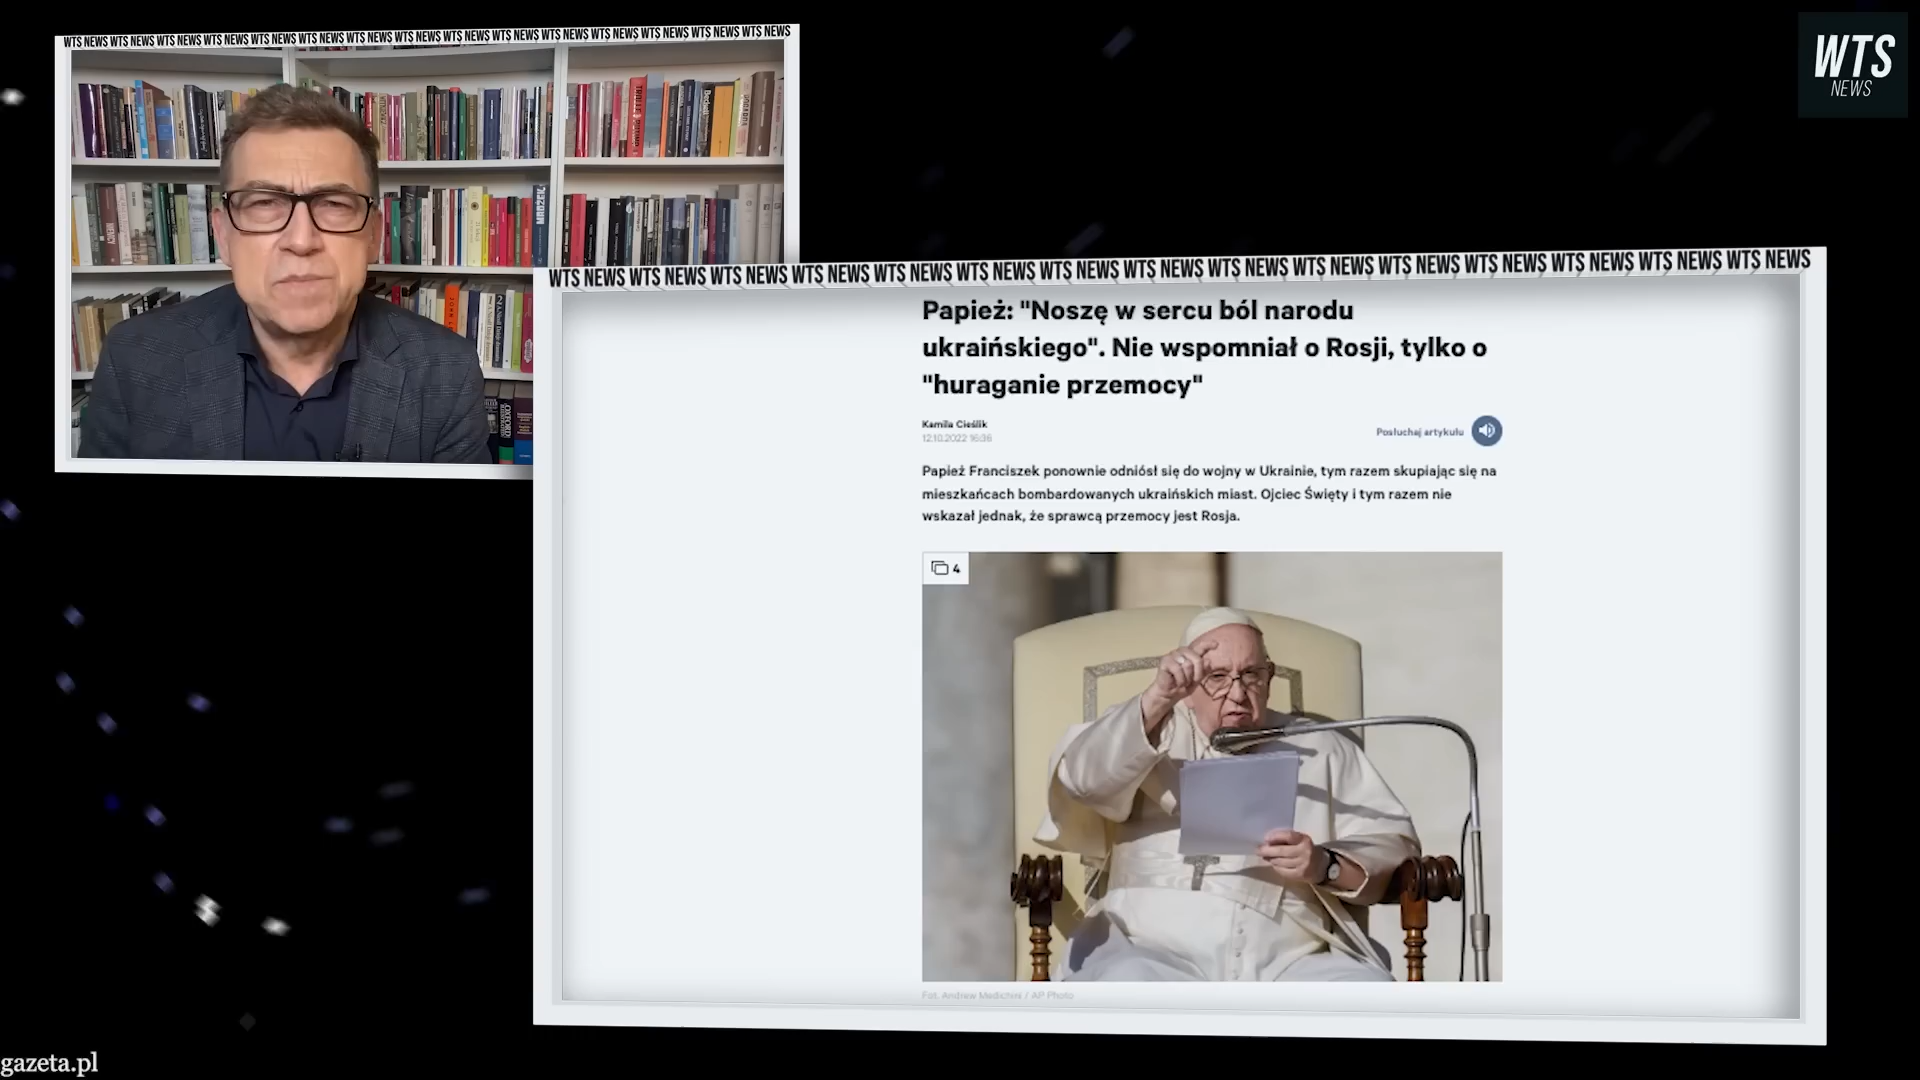 WTS NEWS WTS NEWS WTS NEWS WTS NEWS WTS NEWS WTS NEWS WTS NEWS WTS NEWS WTS NEWS WTS NEWS WTS NEWS WTS NEWS WTS NEWS WTS NEWS WTS NEWS
WTS
NEWS
MROŻEK
OXFORD
WTS NEWS WTS NEWS WTS NEWS WTS NEWS WTS NEWS WTS NEWS WTS NEWS WTS NEWS WTS NEWS WTS NEWS WTS NEWS WTS NEWS WTS NEWS WTS NEWS WTS NEWS
Papież: "Noszę w sercu ból narodu
ukraińskiego". Nie wspomniał o Rosji, tylko o
"huraganie przemocy"
Kamila Cieślik
12.10.2022 16:36
Posłuchaj artykułu
Papież Franciszek ponownie odniósł się do wojny w Ukrainie, tym razem skupiając się na
mieszkańcach bombardowanych ukraińskich miast. Ojciec Święty i tym razem nie
wskazał jednak, że sprawcą przemocy jest Rosja.
4
Fot. Andrew Medichini / AP Photo
gazeta.pl